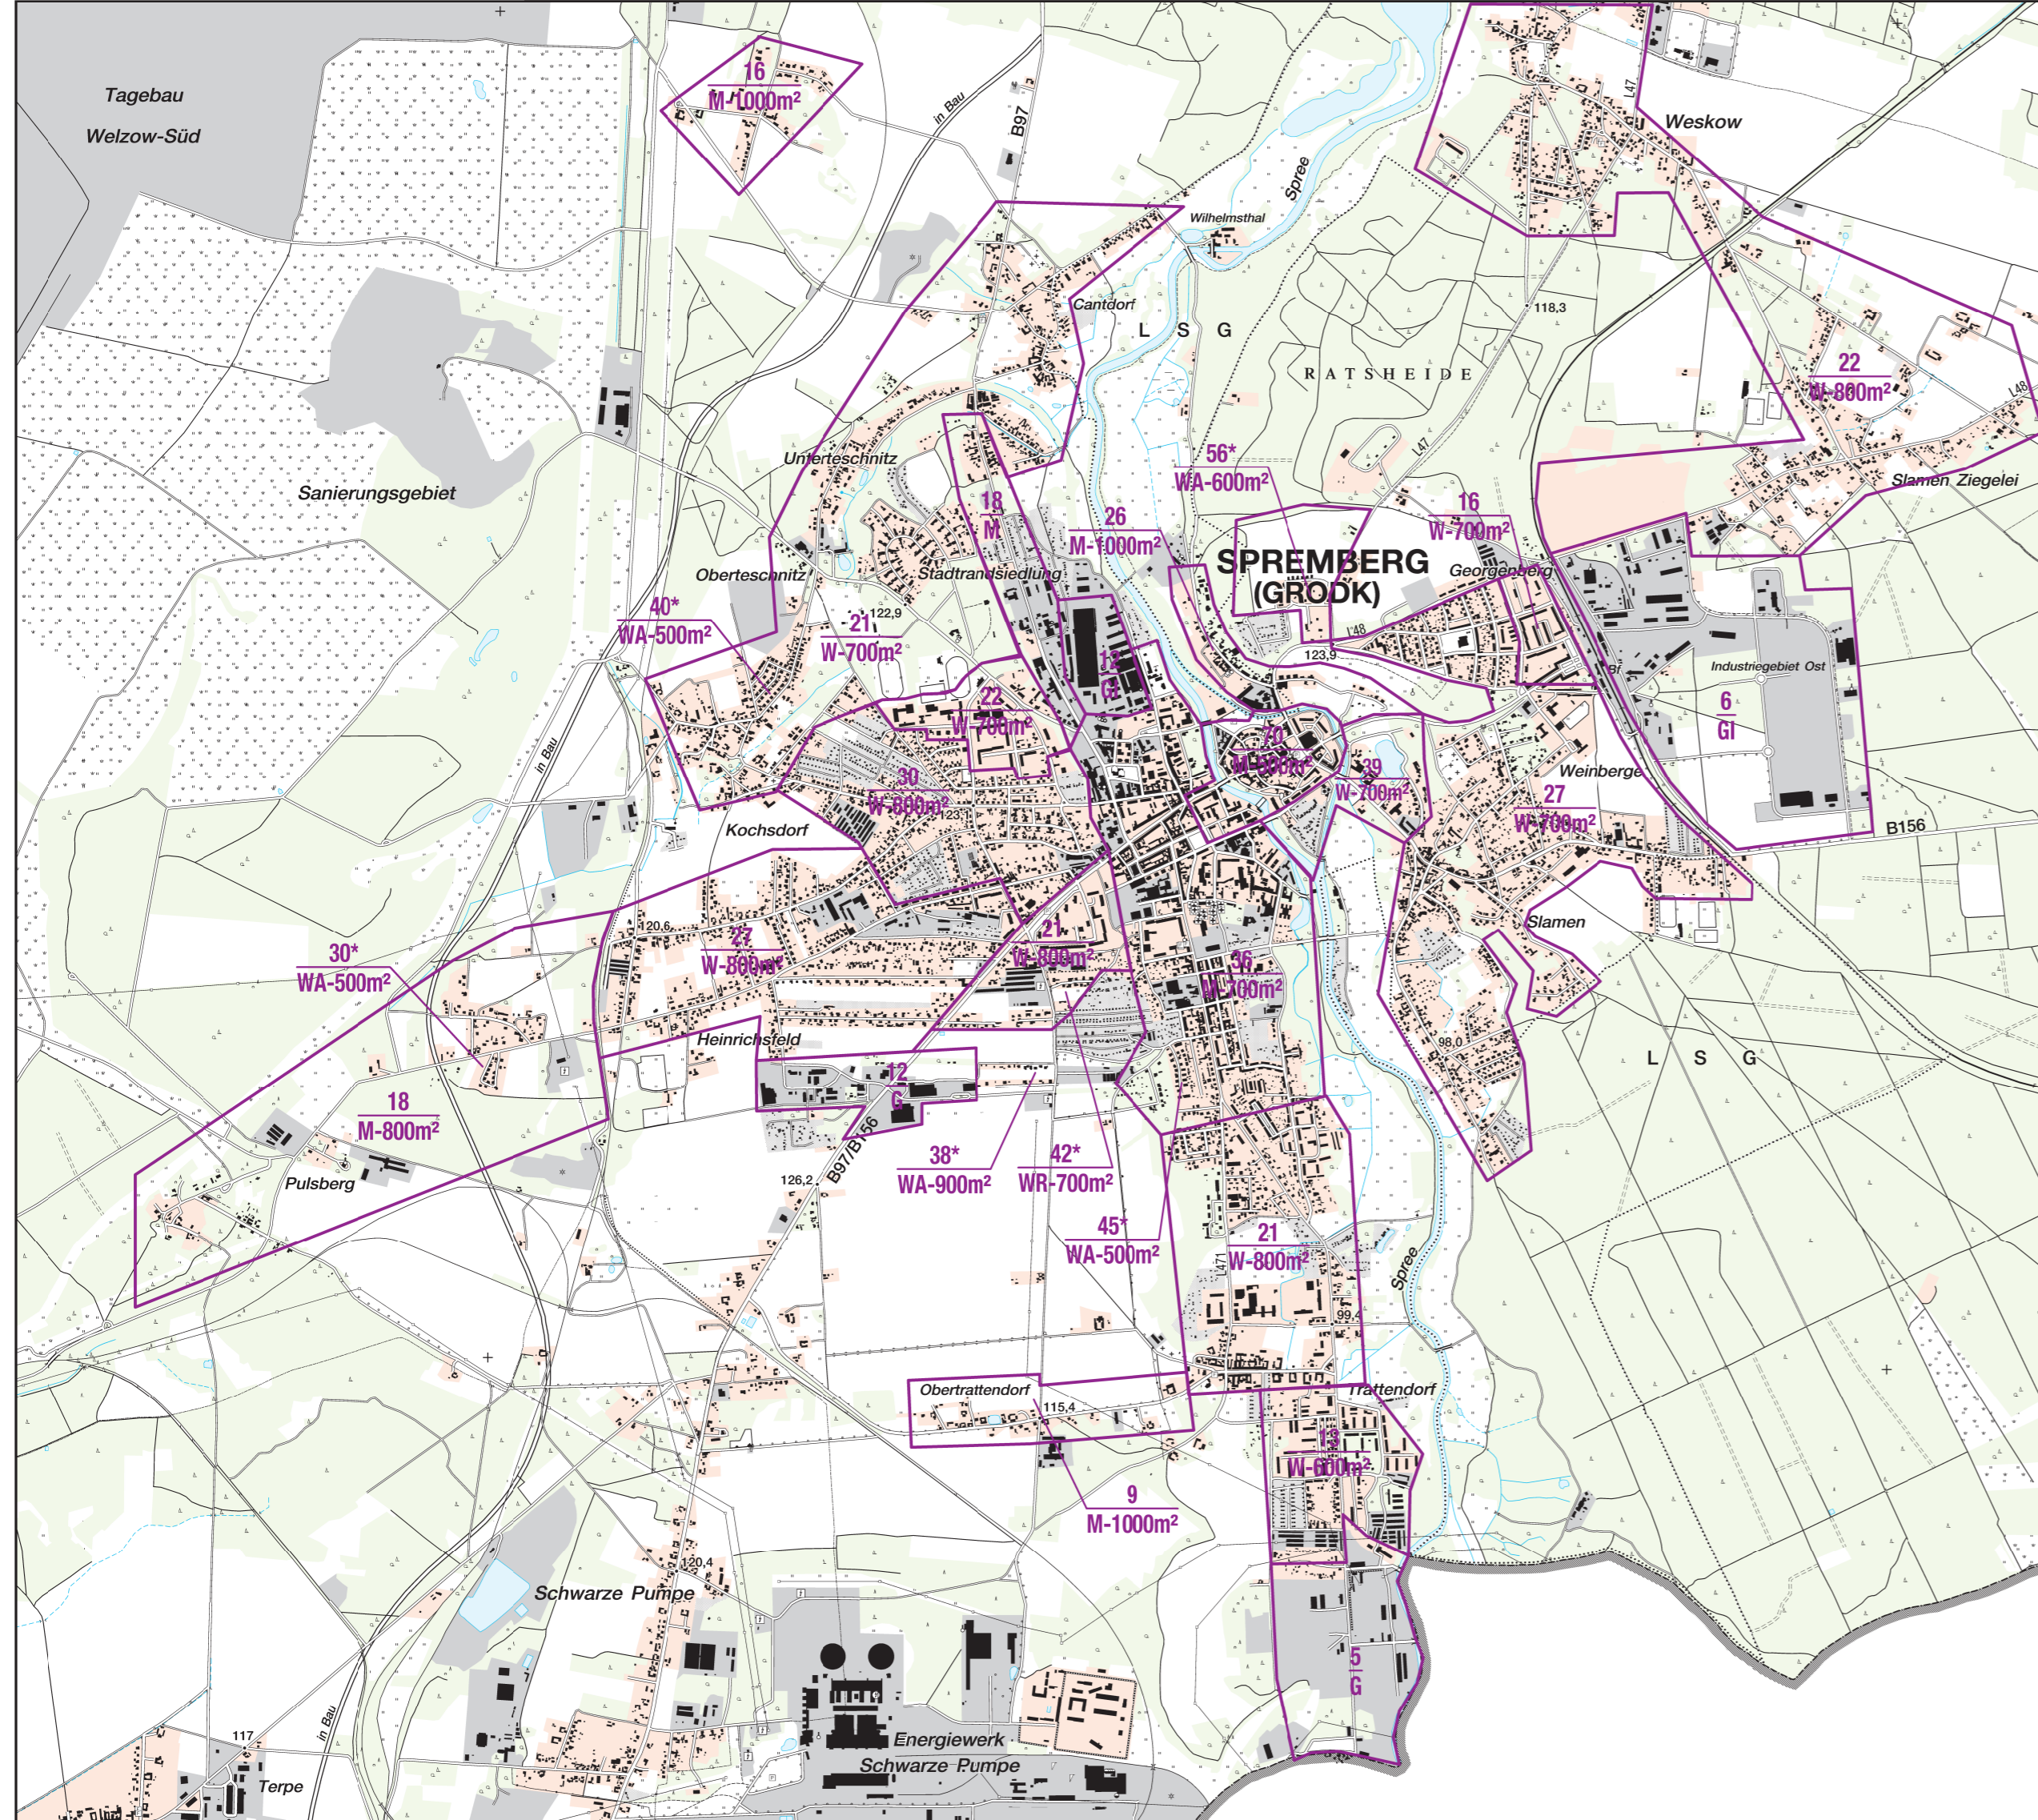 Tagebau
Welzow-Süd
16
M-1000m²
in Bau
B97
Spree
L47
Weskow
Wilhelmsthal
Cantdorf
L S G
118,3
RATSHEIDE
22
W-800m²
L48
L47
Unterteschnitz
Sanierungsgebiet
56*
WA-600m²
Slamen Ziegelei
18
M
26
M-1000m²
16
W-700m²
SPREMBERG
(GRODK)
Oberteschnitz
Stadtrandsiedlung
Georgenberg
40*
WA-500m²
122,9
21
W-700m²
L48
123,9
12
GI
Bf
Industriegebiet Ost
22
W-700m²
6
GI
in Bau
70
39
W-700m²
Weinberge
30
W-800m²
123
27
W-700m²
Kochsdorf
B156
120,6
27
W-800m²
21
W-800m²
Slamen
30*
WA-500m²
36
M-700m²
Heinrichsfeld
98,0
L S G
12
G
18
M-800m²
B97/B156
38*
WA-900m²
42*
WR-700m²
Pulsberg
126,2
45*
WA-500m²
21
W-800m²
L471
Spree
99,4
Obertrattendorf
115,4
Trattendorf
13
W-600m²
9
M-1000m²
120,4
Schwarze Pumpe
5
G
in Bau
117
Energiewerk
Schwarze Pumpe
Terpe